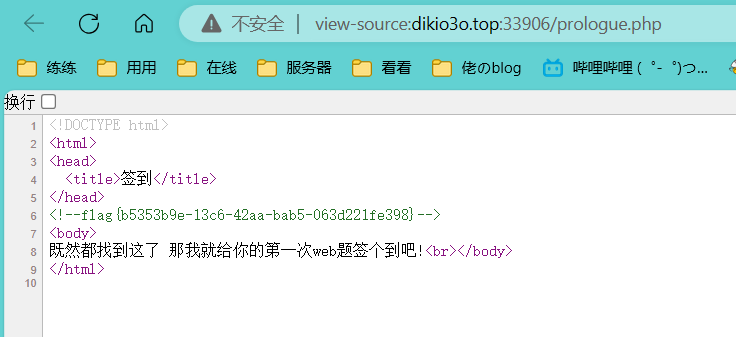 不安全 | view-source:dikio3o.top:33906/prologue.php
练练 用用 在线 服务器 看看 佬のblog 哔哩哔哩 (゜-゜)つ...
换行
1 <!DOCTYPE html>
2 <html>
3 <head>
4 <title>签到</title>
5 </head>
6 <!--flag{b5353b9e-13c6-42aa-bab5-063d221fe398}-->
7 <body>
8 既然都找到这了 那我就给你的第一次web题签个到吧!<br></body>
9 </html>
10